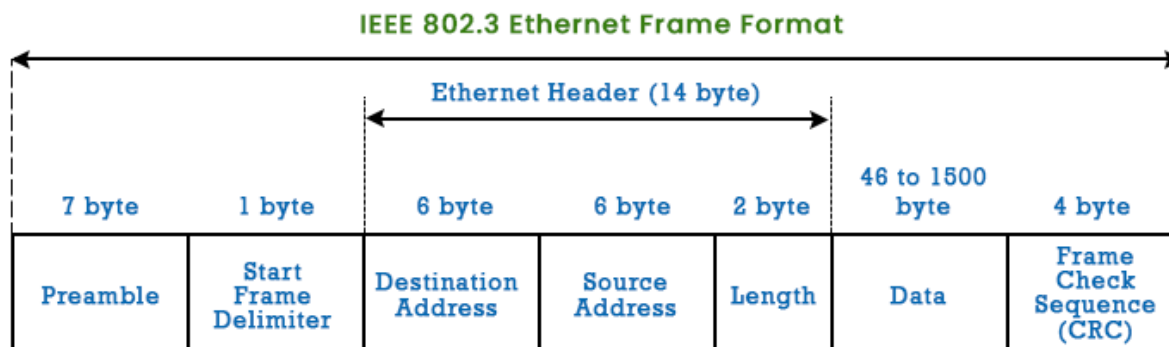 IEEE 802.3 Ethernet Frame Format
Ethernet Header (14 byte)
7 byte
1 byte
6 byte
6 byte
2 byte
46 to 1500
byte
4 byte
Preamble
Start
Frame
Delimiter
Destination
Address
Source
Address
Length
Data
Frame
Check
Sequence
(CRC)